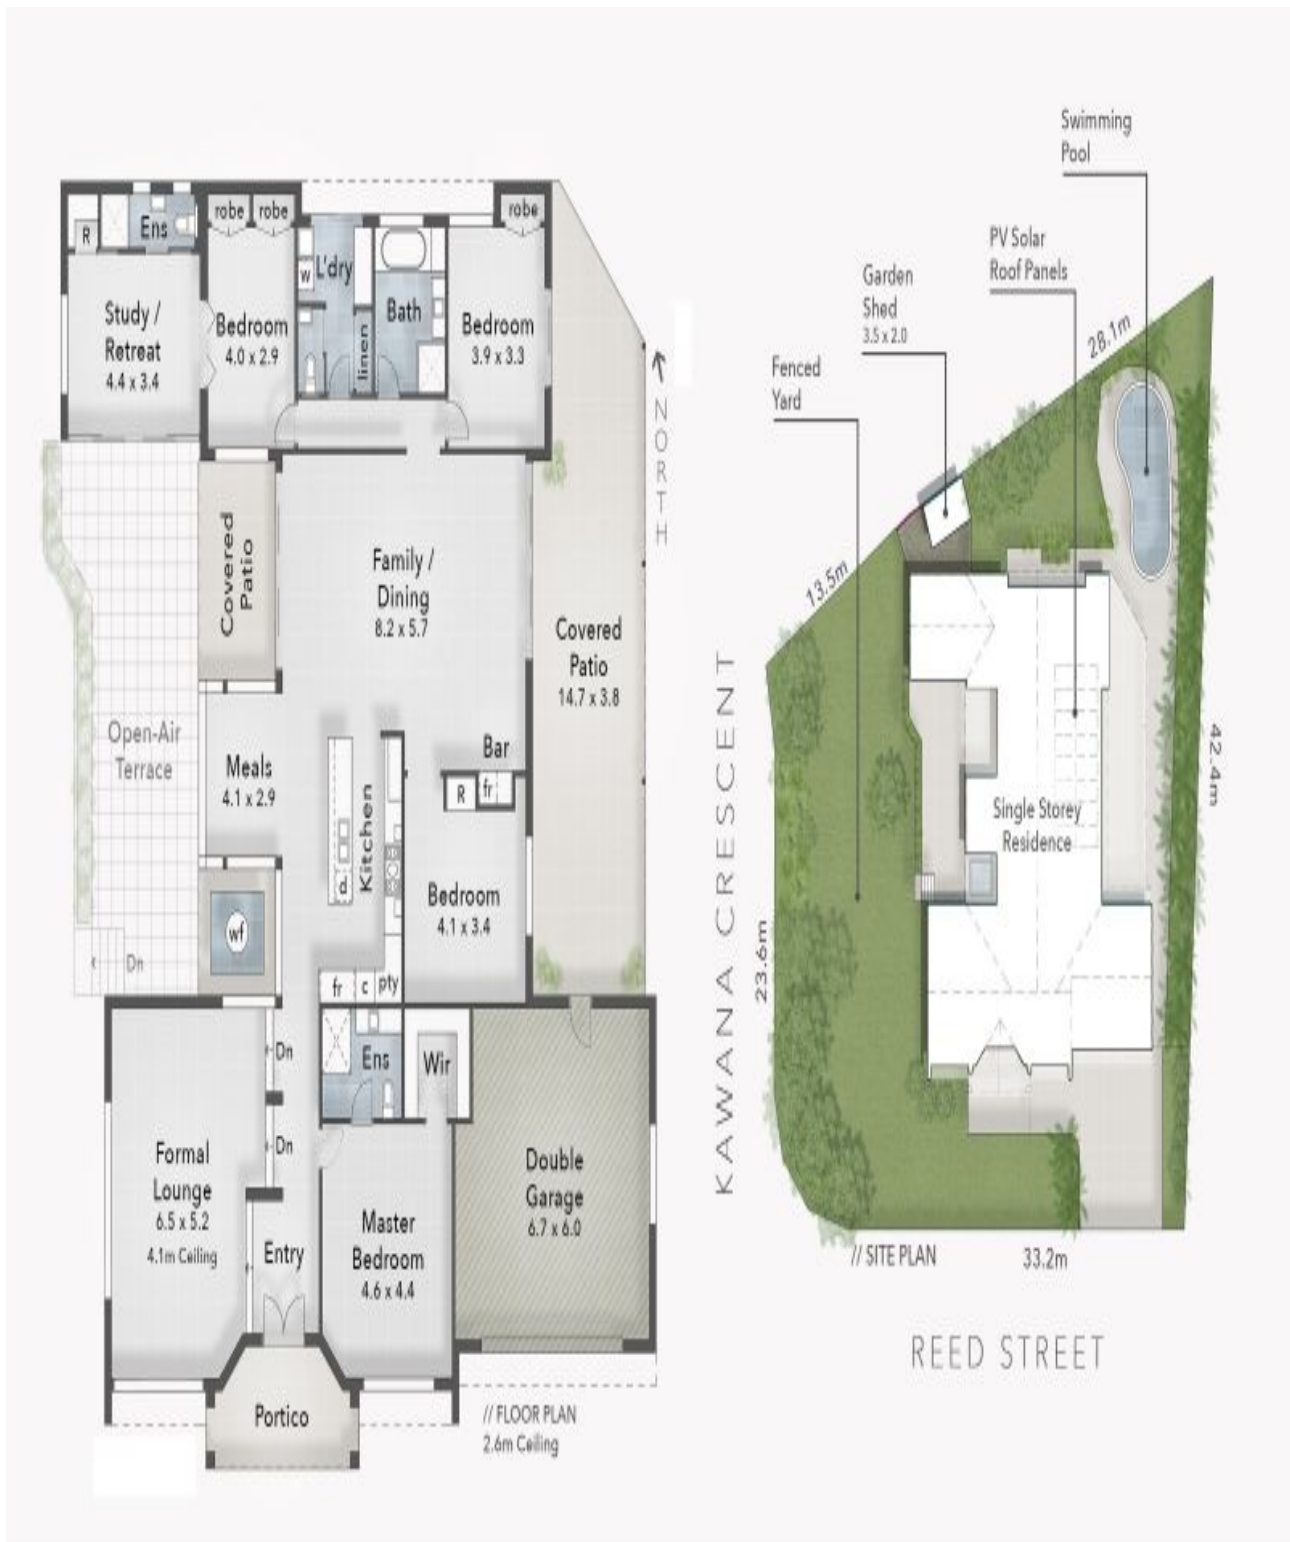 Swimming
Pool
PV Solar
Roof Panels
Garden
Shed
3.5 x 2.0
Fenced
Yard
28.1m
13.5m
42.4m
23.6m
33.2m
Single Storey
Residence
KAWANA CRESCENT
// SITE PLAN
REED STREET
robe
robe
robe
R
Ens
w
L'dry
Bath
linen
Study /
Retreat
4.4 x 3.4
Bedroom
4.0 x 2.9
Bedroom
3.9 x 3.3
NORTH
Covered
Patio
Family /
Dining
8.2 x 5.7
Covered
Patio
14.7 x 3.8
Open-Air
Terrace
Meals
4.1 x 2.9
Bar
R
fr
Kitchen
d
Bedroom
4.1 x 3.4
wf
Dn
fr
c
pty
Dn
Ens
Wir
Dn
Formal
Lounge
6.5 x 5.2
4.1m Ceiling
Entry
Master
Bedroom
4.6 x 4.4
Double
Garage
6.7 x 6.0
Portico
// FLOOR PLAN
2.6m Ceiling